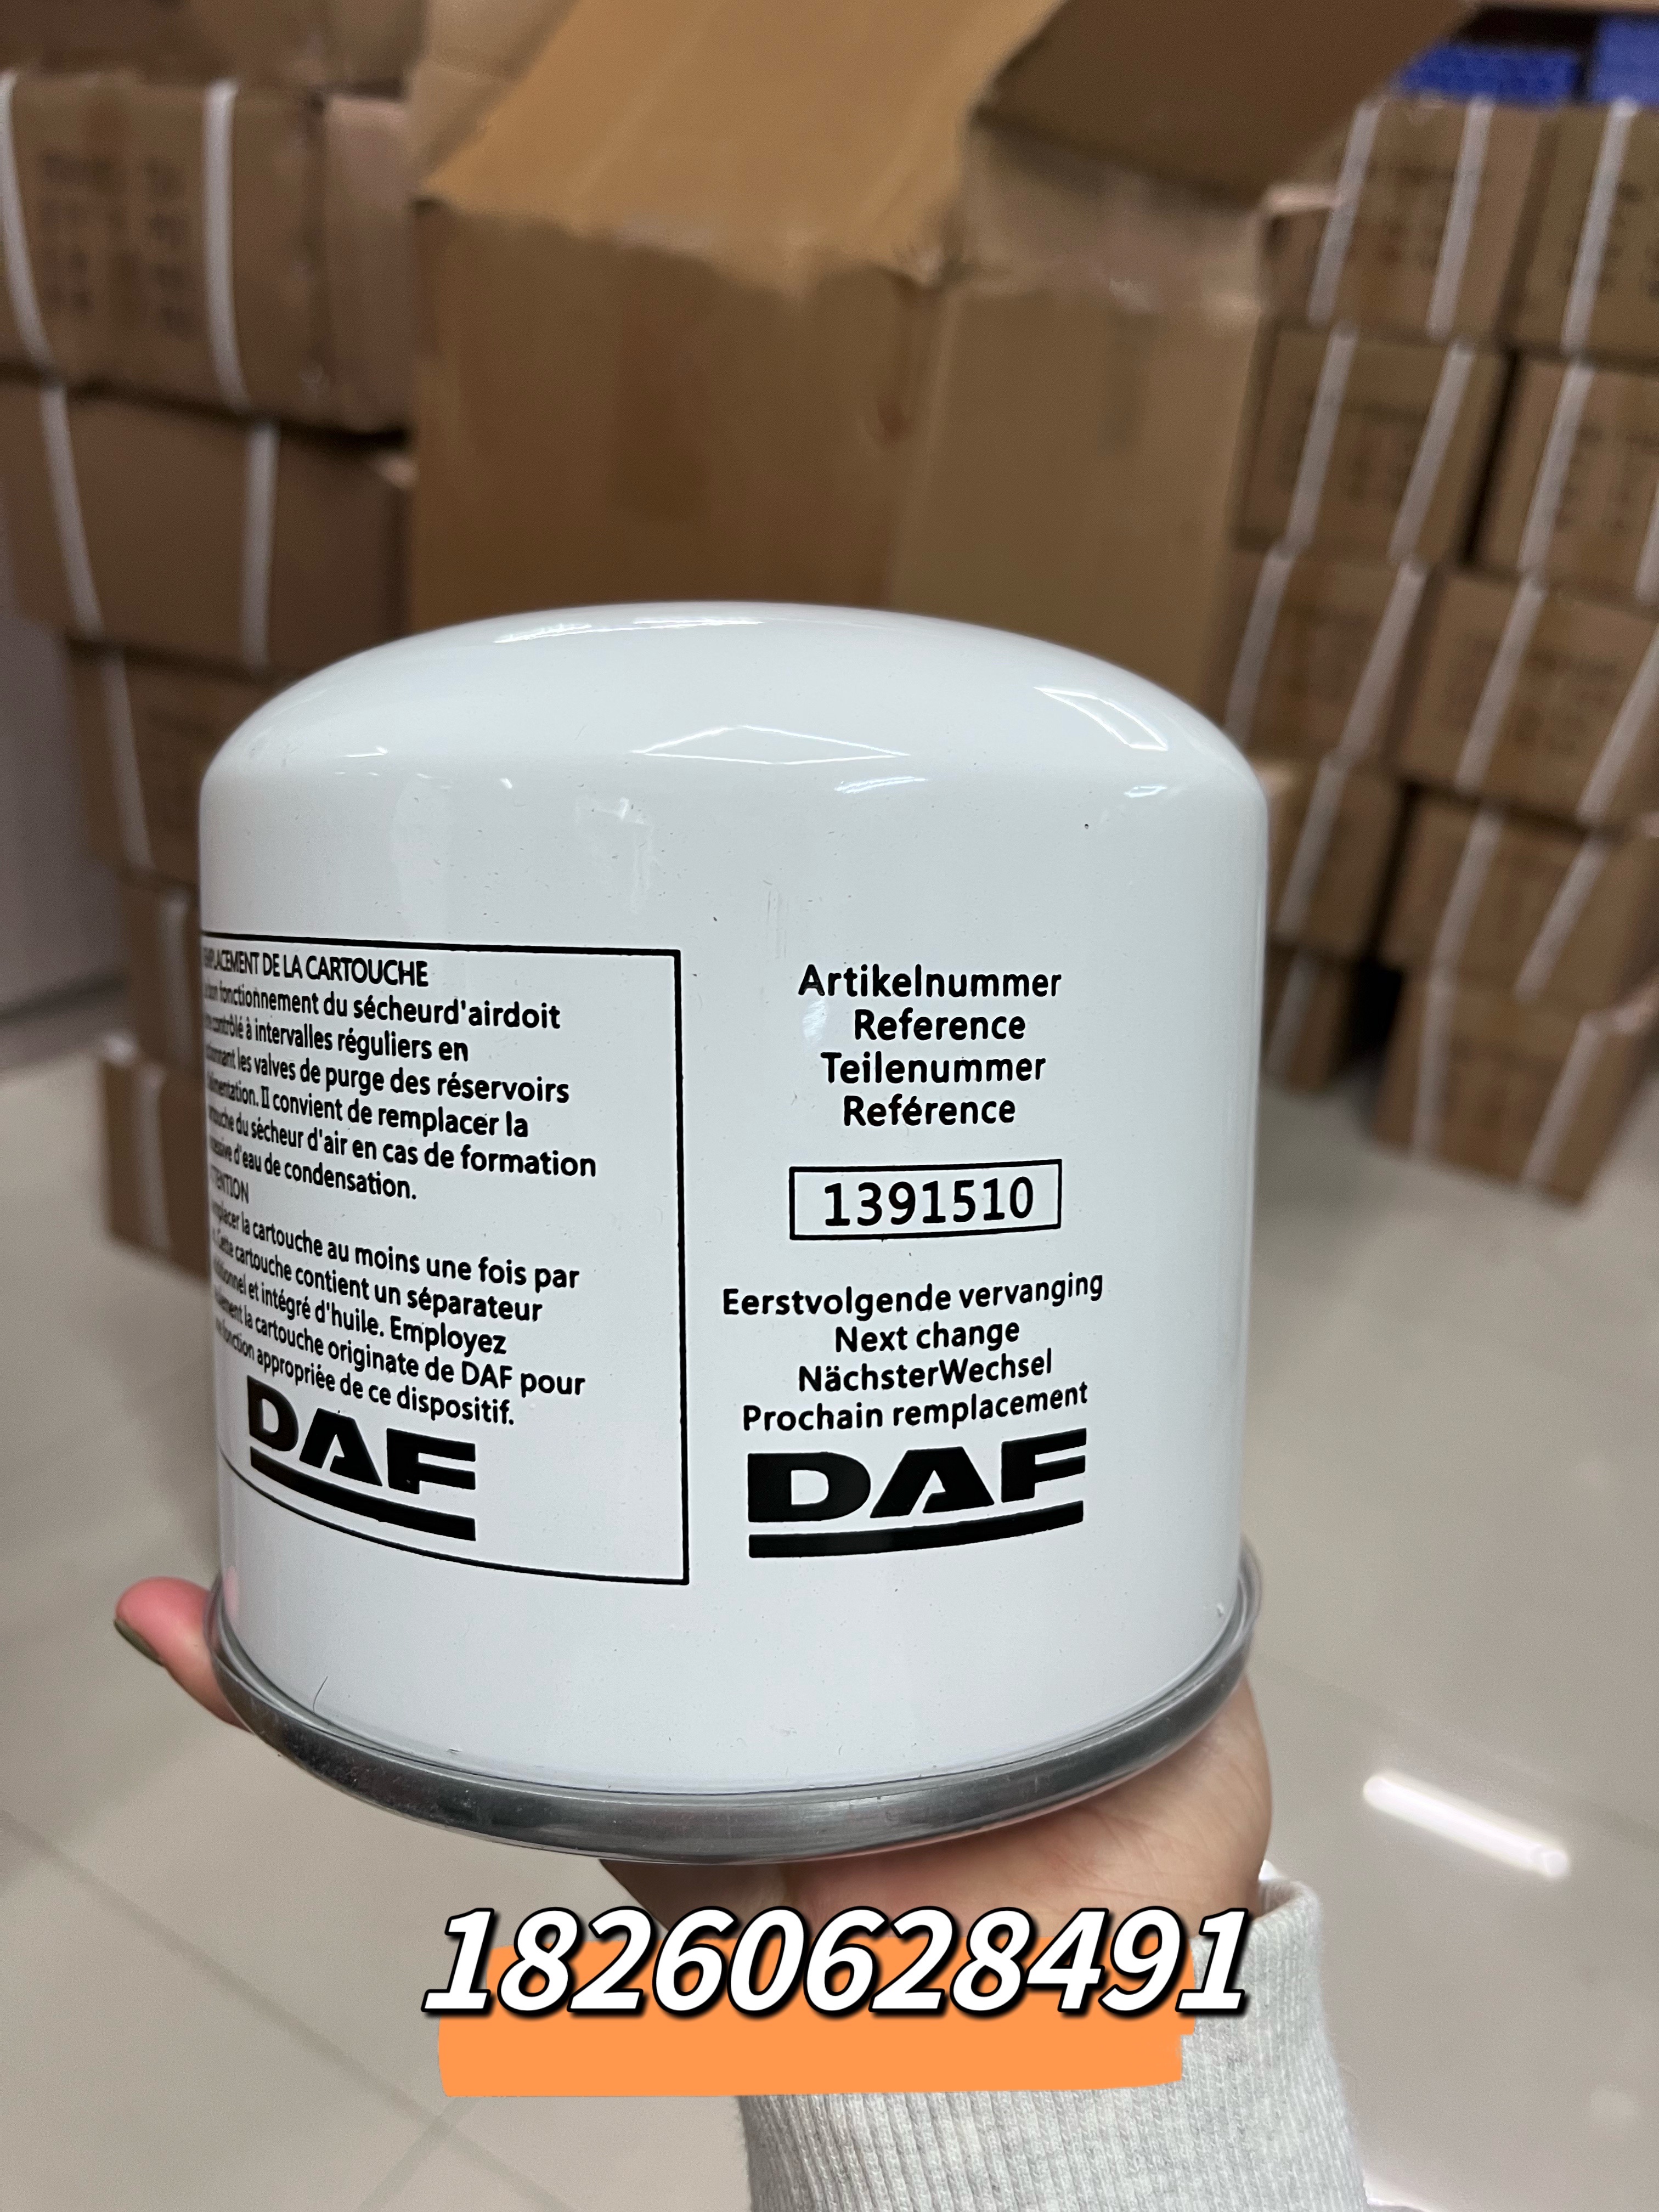 REMPLACEMENT DE LA CARTOUCHE
fonctionnement du sécheurd'airdoit
contrôlé à intervalles réguliers en
les valves de purge des réservoirs
Il convient de remplacer la
du sécheur d'air en cas de formation
d'eau de condensation.
ATTENTION
la cartouche au moins une fois par
Cette cartouche contient un séparateur
et intégré d'huile. Employez
la cartouche originate de DAF pour
fonction appropriée de ce dispositif.
DAF
Artikelnummer
Reference
Teilenummer
Reférence
1391510
Eerstvolgende vervanging
Next change
NächsterWechsel
Prochain remplacement
DAF
18260628491